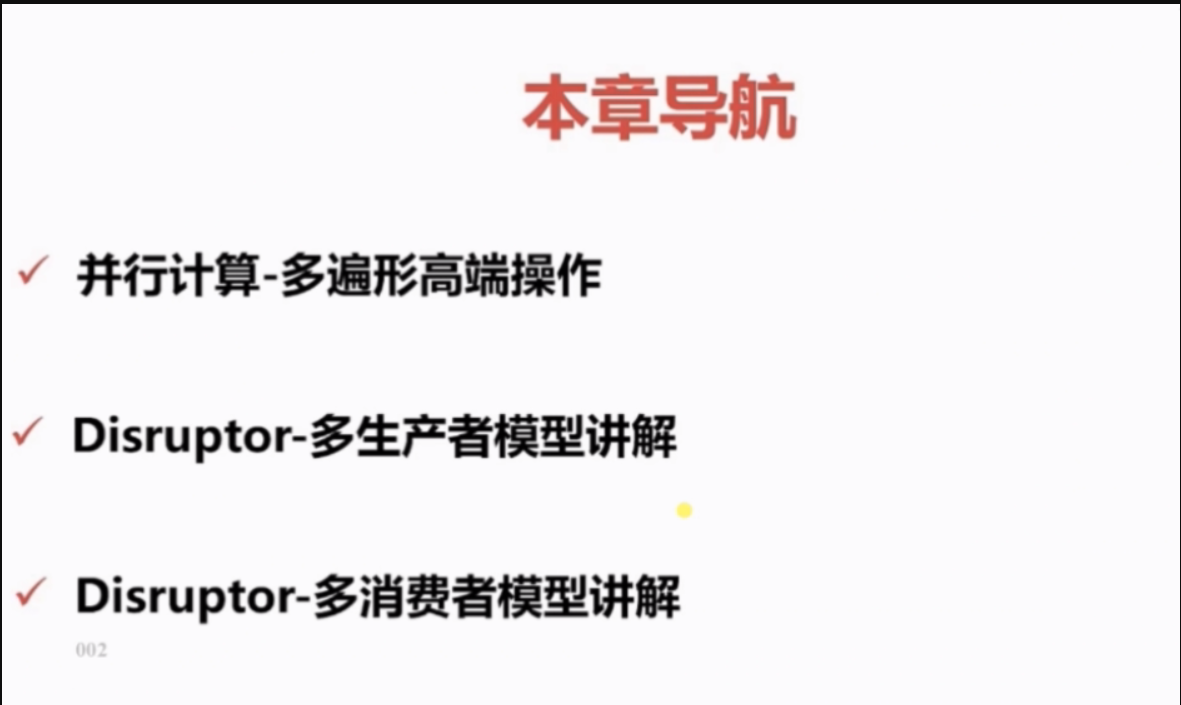 本章导航
并行计算-多遍形高端操作
Disruptor-多生产者模型讲解
Disruptor-多消费者模型讲解
002